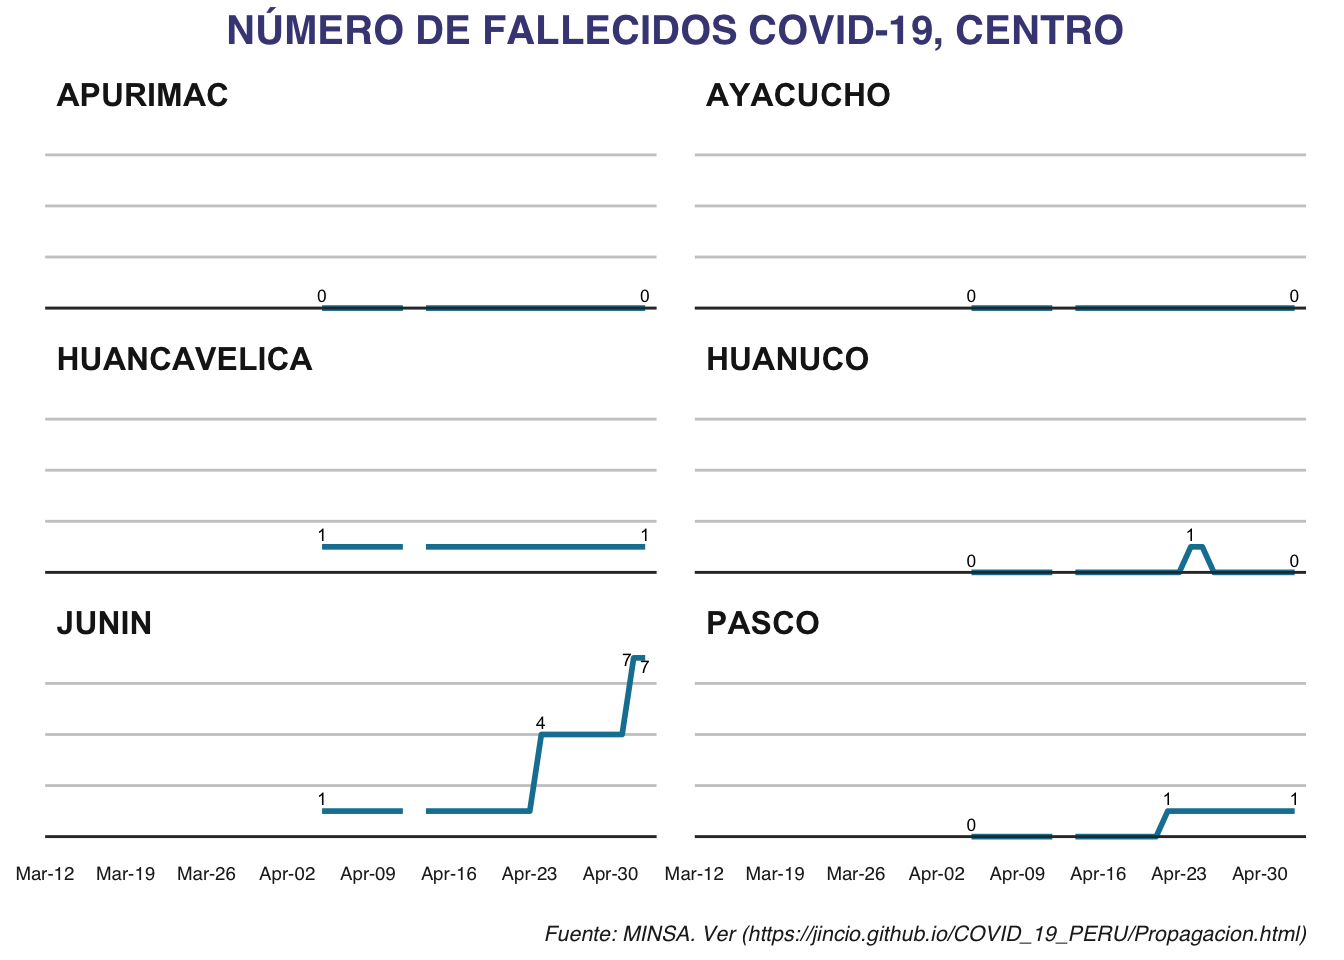 NÚMERO DE FALLECIDOS COVID-19, CENTRO
APURIMAC
0
0
AYACUCHO
0
0
HUANCAVELICA
1
1
HUANUCO
0
1
0
JUNIN
1
4
7
7
PASCO
0
1
1
Mar-12 Mar-19 Mar-26 Apr-02 Apr-09 Apr-16 Apr-23 Apr-30 Mar-12 Mar-19 Mar-26 Apr-02 Apr-09 Apr-16 Apr-23 Apr-30
Fuente: MINSA. Ver (https://jincio.github.io/COVID_19_PERU/Propagacion.html)